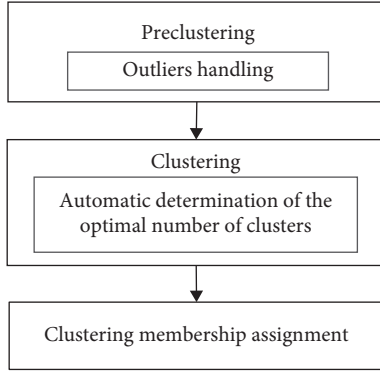 Preclustering
Outliers handling
Clustering
Automatic determination of the
optimal number of clusters
Clustering membership assignment